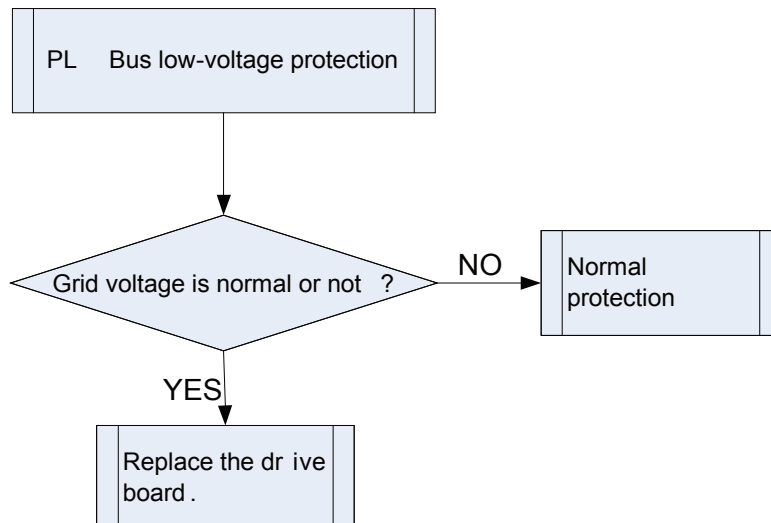 PL Bus low-voltage protection
Grid voltage is normal or not ?
NO
Normal
protection
YES
Replace the dr ive
board .